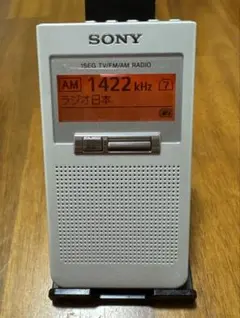 SONY
1SEG TV/FM/AM RADIO
AM 1422 kHz 7
ラジオ日本